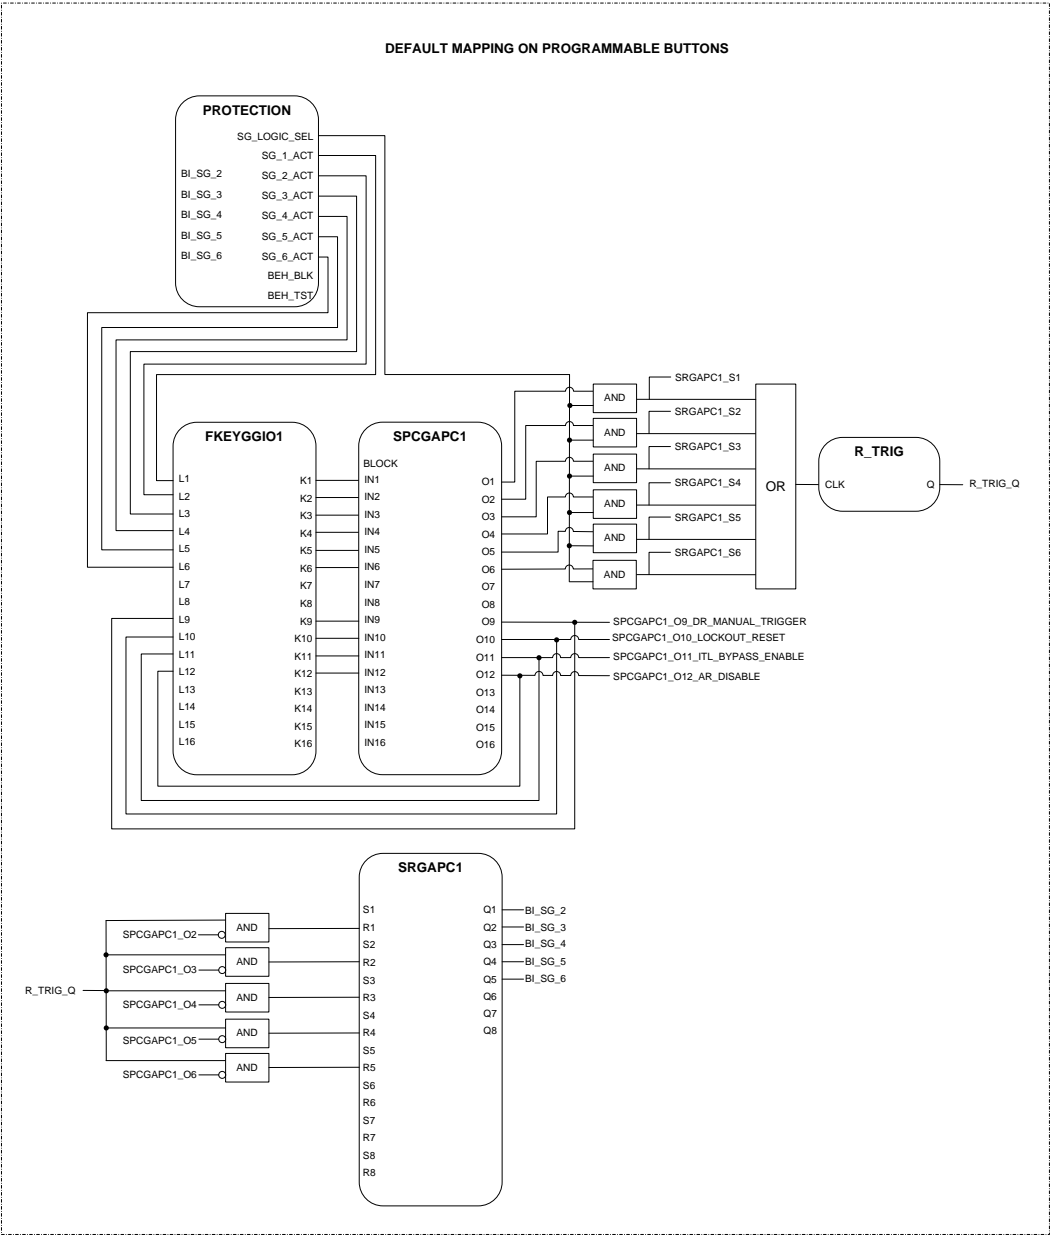 DEFAULT MAPPING ON PROGRAMMABLE BUTTONS
PROTECTION
SG_LOGIC_SEL
SG_1_ACT
BI_SG_2 SG_2_ACT
BI_SG_3 SG_3_ACT
BI_SG_4 SG_4_ACT
BI_SG_5 SG_5_ACT
BI_SG_6 SG_6_ACT
BEH_BLK
BEH_TST
FKEYGGIO1
L1 K1
L2 K2
L3 K3
L4 K4
L5 K5
L6 K6
L7 K7
L8 K8
L9 K9
L10 K10
L11 K11
L12 K12
L13 K13
L14 K14
L15 K15
L16 K16
SPCGAPC1
BLOCK
IN1 O1
IN2 O2
IN3 O3
IN4 O4
IN5 O5
IN6 O6
IN7 O7
IN8 O8
IN9 O9
IN10 O10
IN11 O11
IN12 O12
IN13 O13
IN14 O14
IN15 O15
IN16 O16
AND
AND
AND
AND
AND
AND
SRGAPC1_S1
SRGAPC1_S2
SRGAPC1_S3
SRGAPC1_S4
SRGAPC1_S5
SRGAPC1_S6
OR
R_TRIG
CLK Q
R_TRIG_Q
SPCGAPC1_O9_DR_MANUAL_TRIGGER
SPCGAPC1_O10_LOCKOUT_RESET
SPCGAPC1_O11_ITL_BYPASS_ENABLE
SPCGAPC1_O12_AR_DISABLE
R_TRIG_Q
SPCGAPC1_O2
SPCGAPC1_O3
SPCGAPC1_O4
SPCGAPC1_O5
SPCGAPC1_O6
AND
AND
AND
AND
AND
SRGAPC1
S1 Q1
R1 Q2
S2 Q3
R2 Q4
S3 Q5
R3 Q6
S4 Q7
R4 Q8
S5
R5
S6
R6
S7
R7
S8
R8
BI_SG_2
BI_SG_3
BI_SG_4
BI_SG_5
BI_SG_6